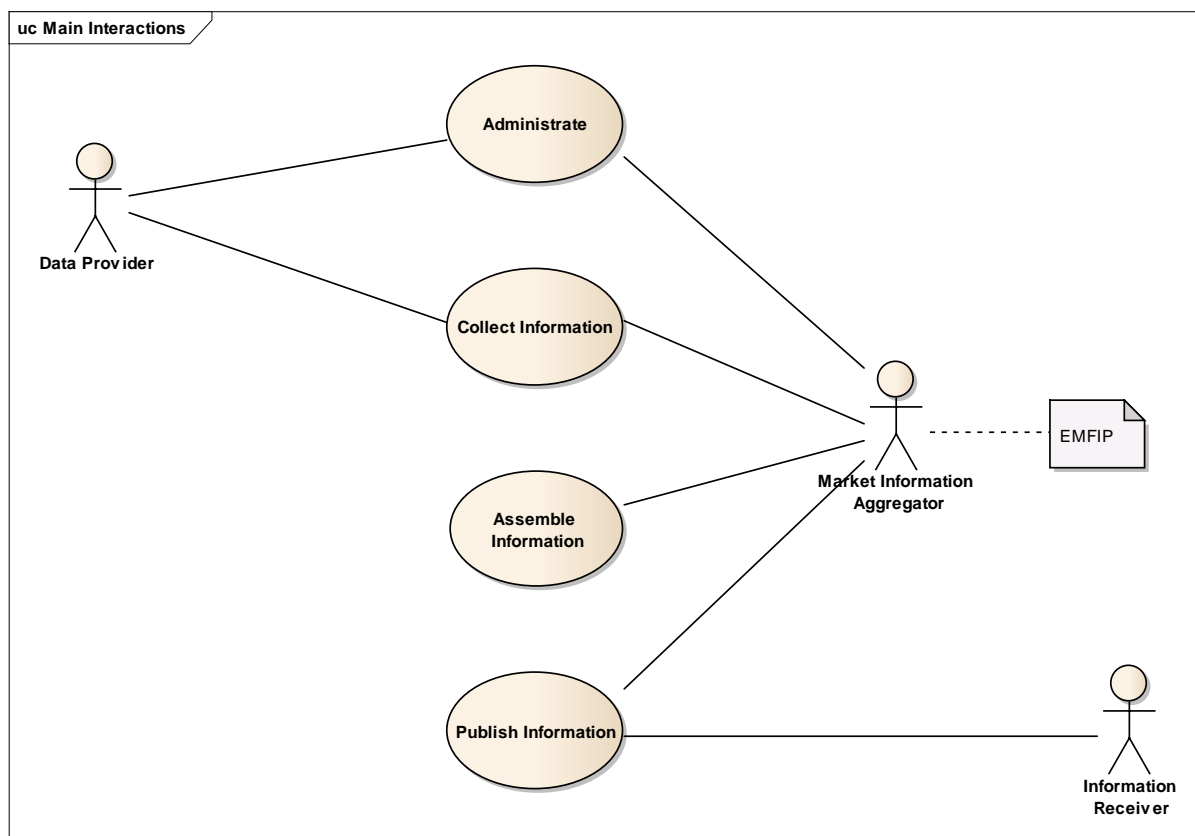 uc Main Interactions
Administrate
Data Provider
Collect Information
EMFIP
Market Information
Aggregator
Assemble
Information
Publish Information
Information
Receiver